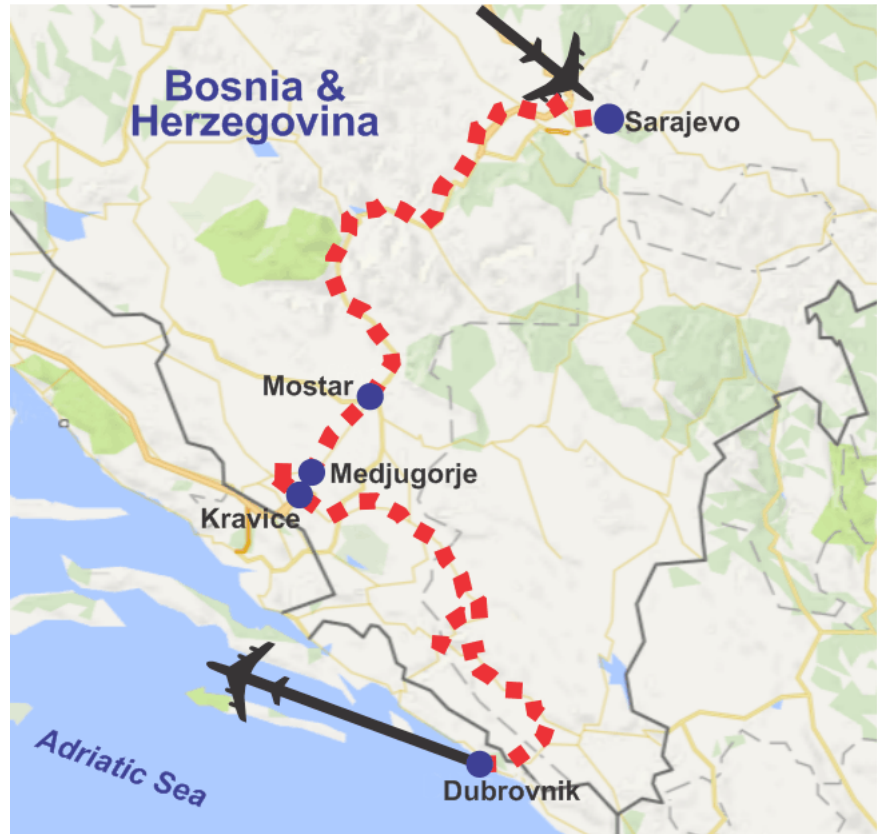 Bosnia &
Herzegovina
Sarajevo
Mostar
Medjugorje
Kravice
Adriatic Sea
Dubrovnik